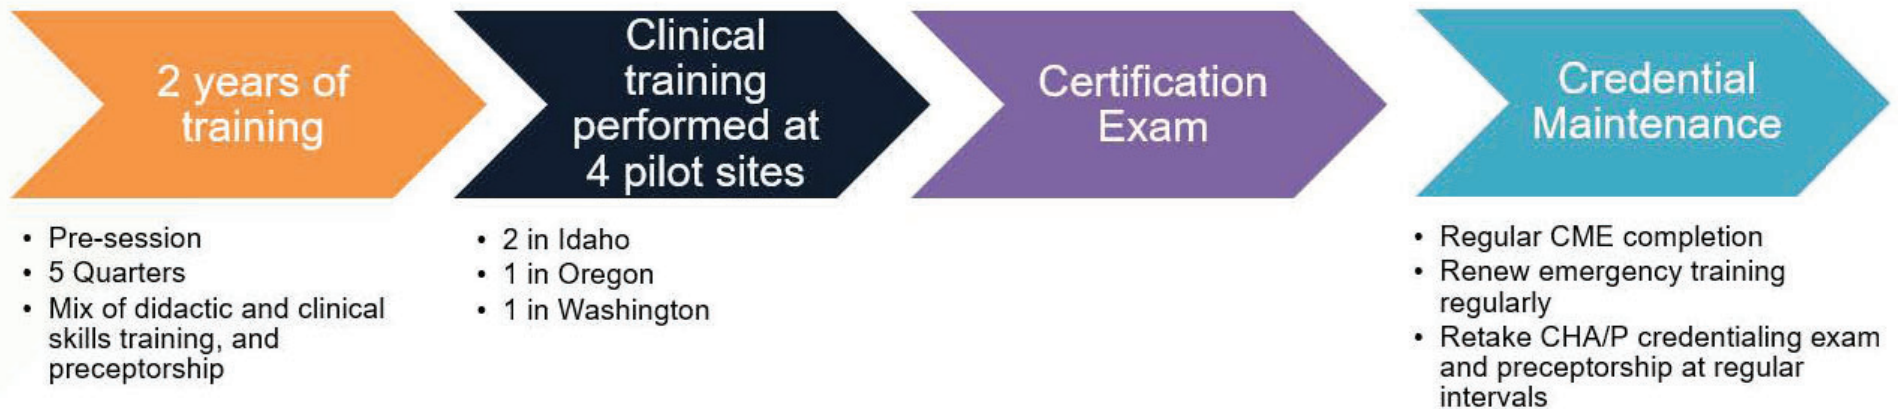 2 years of
training
Clinical
training
performed at
4 pilot sites
Certification
Exam
Credential
Maintenance
• Pre-session
• 5 Quarters
• Mix of didactic and clinical
skills training, and
preceptorship
• 2 in Idaho
• 1 in Oregon
• 1 in Washington
• Regular CME completion
• Renew emergency training
regularly
• Retake CHA/P credentialing exam
and preceptorship at regular
intervals